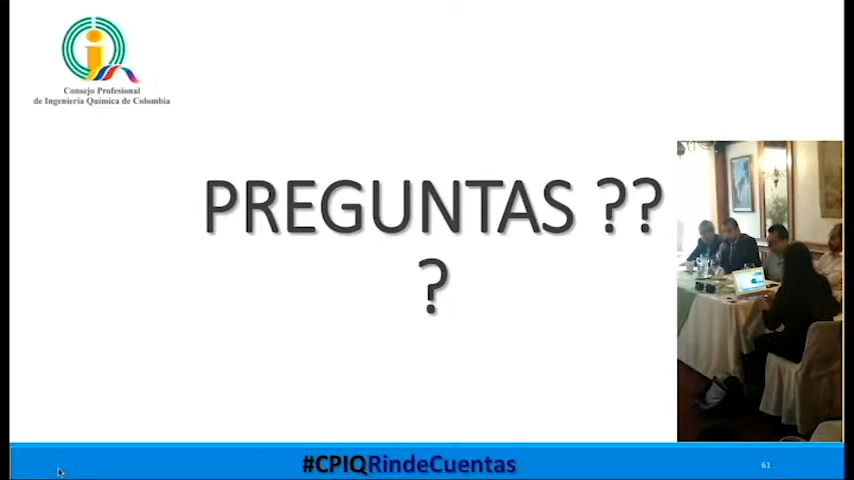 Consejo Profesional
de Ingeniería Química de Colombia
PREGUNTAS ??
?
#CPIQRindeCuentas
61